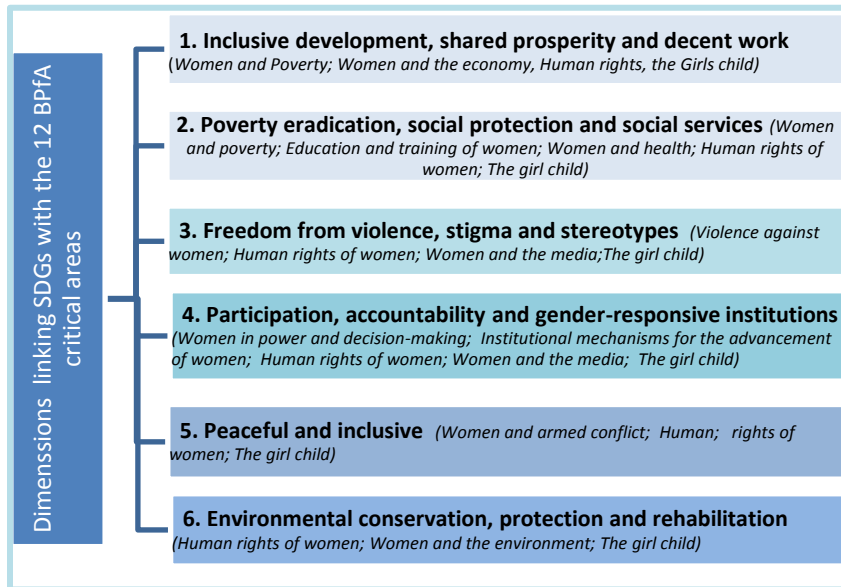 Dimenssions linking SDGs with the 12 BPfA
critical areas
1. Inclusive development, shared prosperity and decent work
(Women and Poverty; Women and the economy, Human rights, the Girls child)
2. Poverty eradication, social protection and social services (Women
and poverty; Education and training of women; Women and health; Human rights of
women; The girl child)
3. Freedom from violence, stigma and stereotypes (Violence against
women; Human rights of women; Women and the media;The girl child)
4. Participation, accountability and gender-responsive institutions
(Women in power and decision-making; Institutional mechanisms for the advancement
of women; Human rights of women; Women and the media; The girl child)
5. Peaceful and inclusive (Women and armed conflict; Human; rights of
women; The girl child)
6. Environmental conservation, protection and rehabilitation
(Human rights of women; Women and the environment; The girl child)